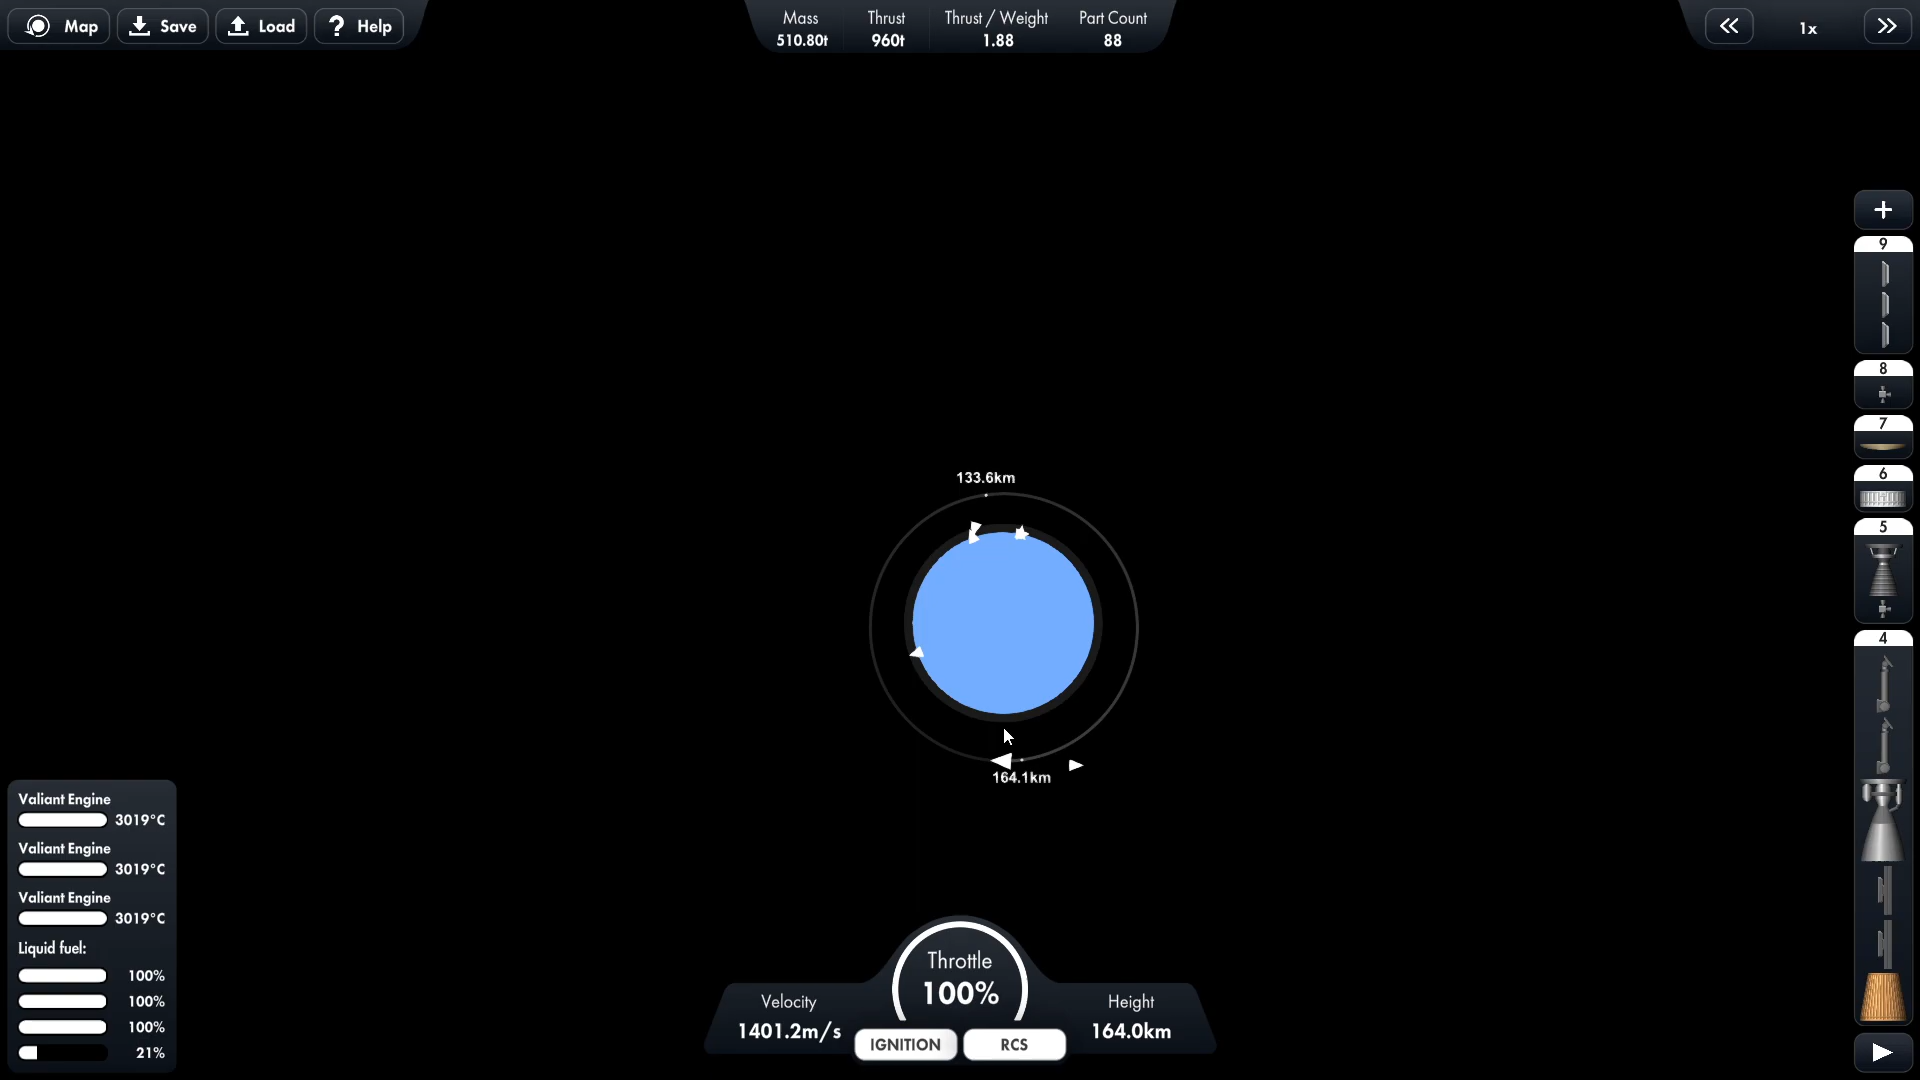 Map
Save
Load
? Help
Mass
510.80t
Thrust
960t
Thrust / Weight
1.88
Part Count
88
1x
9
8
7
6
5
4
133.6km
164.1km
Valiant Engine
3019°C
Valiant Engine
3019°C
Valiant Engine
3019°C
Liquid fuel:
100%
100%
100%
21%
Throttle
100%
Velocity
1401.2m/s
Height
164.0km
IGNITION
RCS